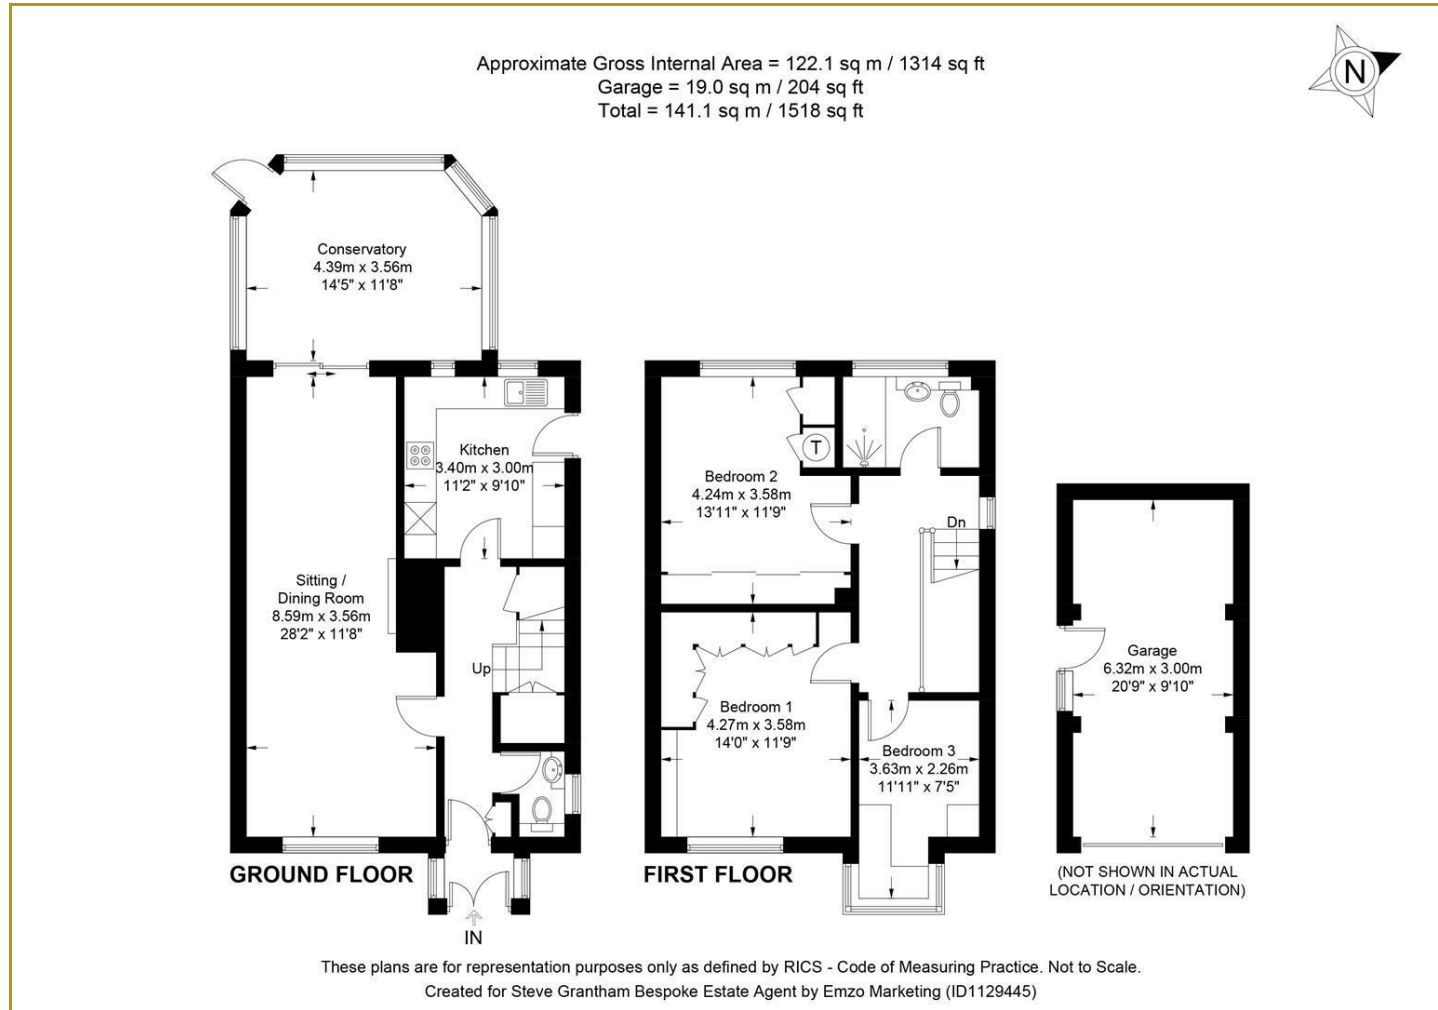 Approximate Gross Internal Area = 122.1 sq m / 1314 sq ft
Garage = 19.0 sq m / 204 sq ft
Total = 141.1 sq m / 1518 sq ft
N
Conservatory
4.39m x 3.56m
14'5" x 11'8"
Kitchen
3.40m x 3.00m
11'2" x 9'10"
Sitting /
Dining Room
8.59m x 3.56m
28'2" x 11'8"
Up
IN
GROUND FLOOR
T
Bedroom 2
4.24m x 3.58m
13'11" x 11'9"
Dn
Bedroom 1
4.27m x 3.58m
14'0" x 11'9"
Bedroom 3
3.63m x 2.26m
11'11" x 7'5"
FIRST FLOOR
Garage
6.32m x 3.00m
20'9" x 9'10"
(NOT SHOWN IN ACTUAL
LOCATION / ORIENTATION)
These plans are for representation purposes only as defined by RICS - Code of Measuring Practice. Not to Scale.
Created for Steve Grantham Bespoke Estate Agent by Emzo Marketing (ID1129445)